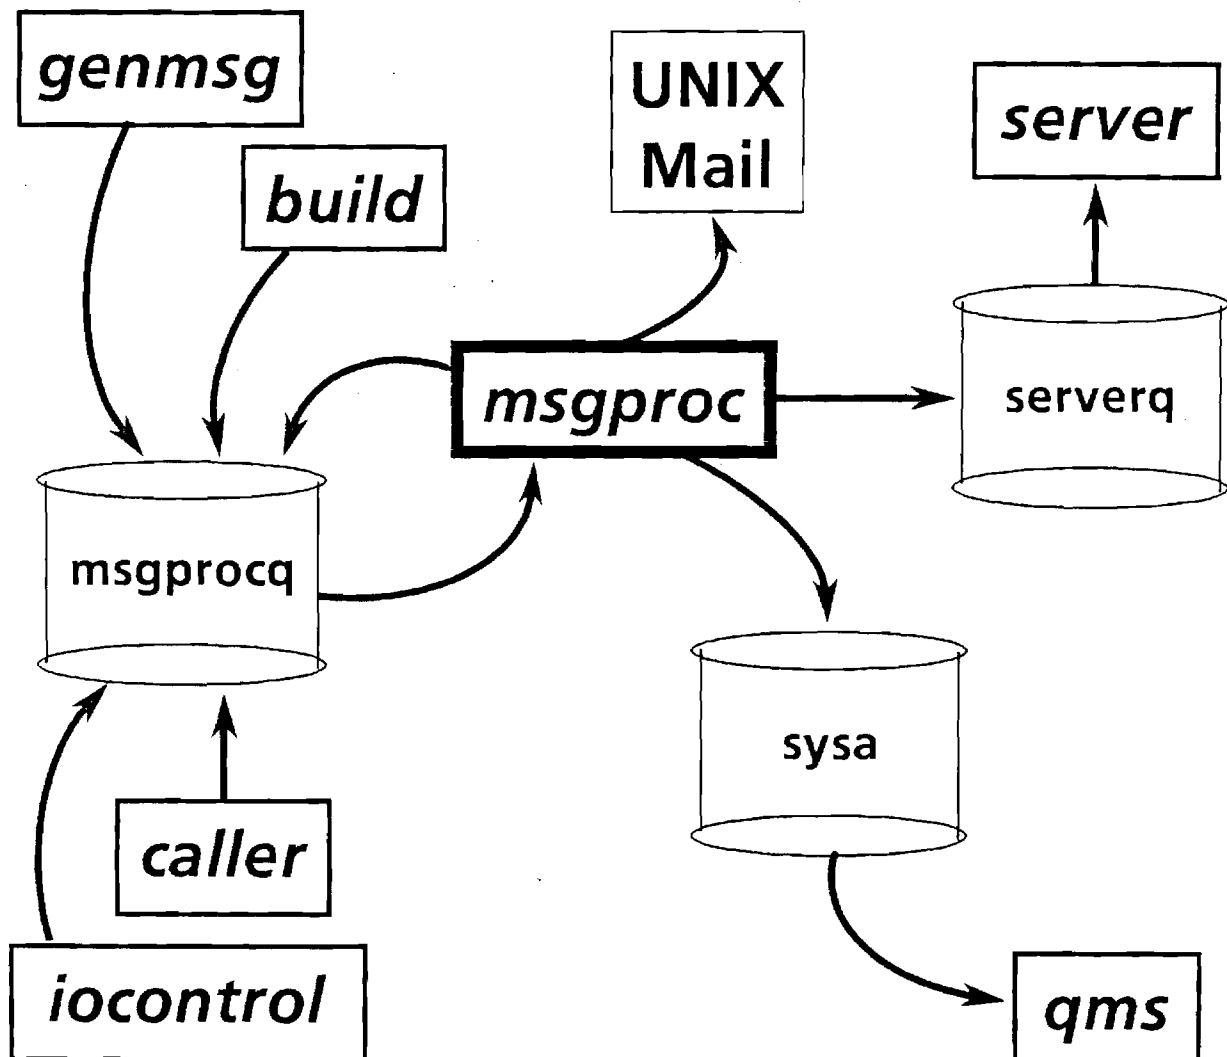 genmsg
build
UNIX
Mail
server
msgproc
serverq
msgprocq
sysa
caller
iocontrol
qms